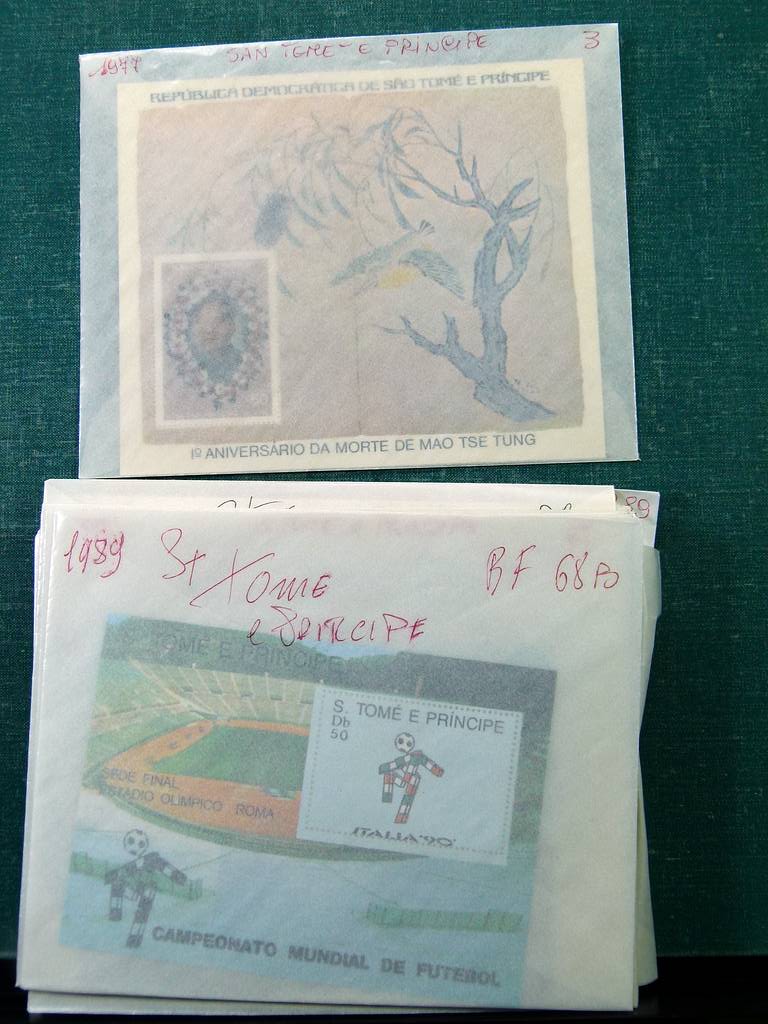 1977 SAN TOME E PRINCIPE 3
REPÚBLICA DEMOCRÁTICA DE SÃO TOMÉ E PRÍNCIPE
1º ANIVERSÁRIO DA MORTE DE MAO TSE TUNG
89
1989 St TOME BF 68B
e PRINCIPE
TOMÉ E PRÍNCIPE
S. TOMÉ E PRÍNCIPE
Db
50
ITALIA'90
SEDE FINAL
ESTÁDIO OLIMPICO ROMA
CAMPEONATO MUNDIAL DE FUTEBOL